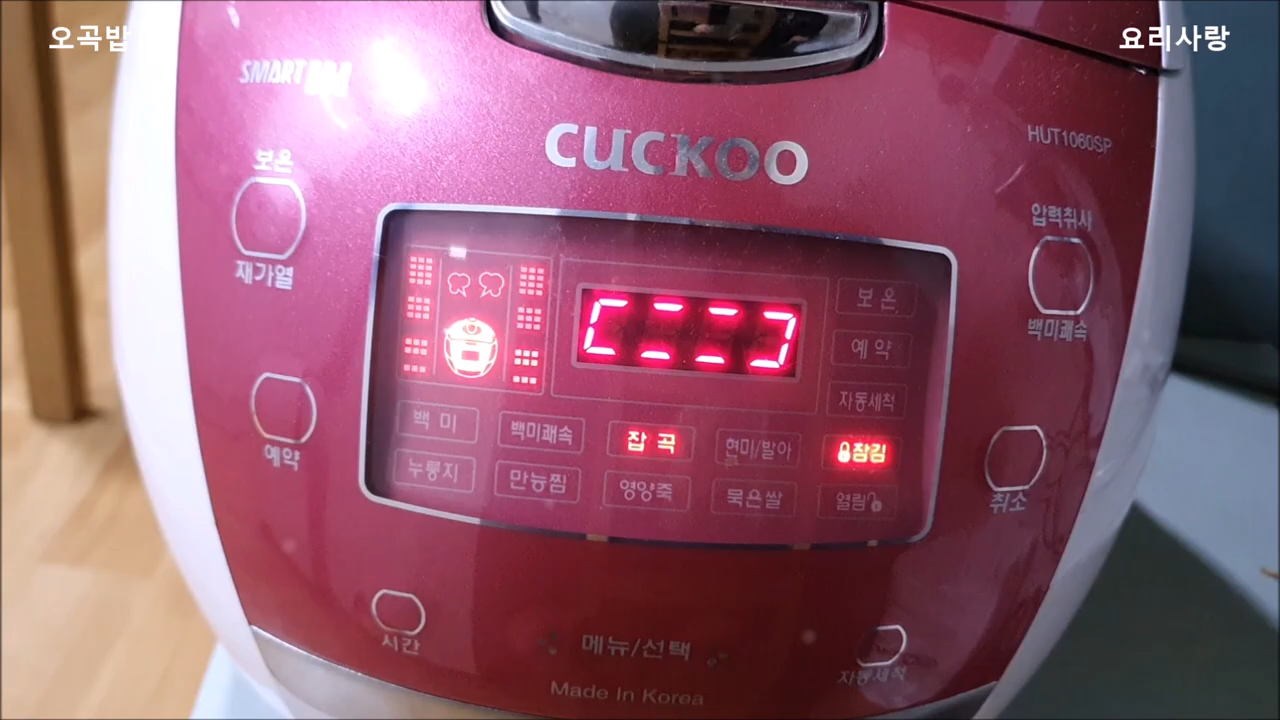 오곡밥
요리사랑
SMART
CUCKOO
HUT1060SP
보온
재가열
압력취사
백미쾌속
보 온
예 약
자동세척
백 미
백미쾌속
잡 곡
현미/발아
잠김
누룽지
만능찜
영양죽
묵은쌀
열림
예약
취소
시간
메뉴/선택
자동세척
Made In Korea